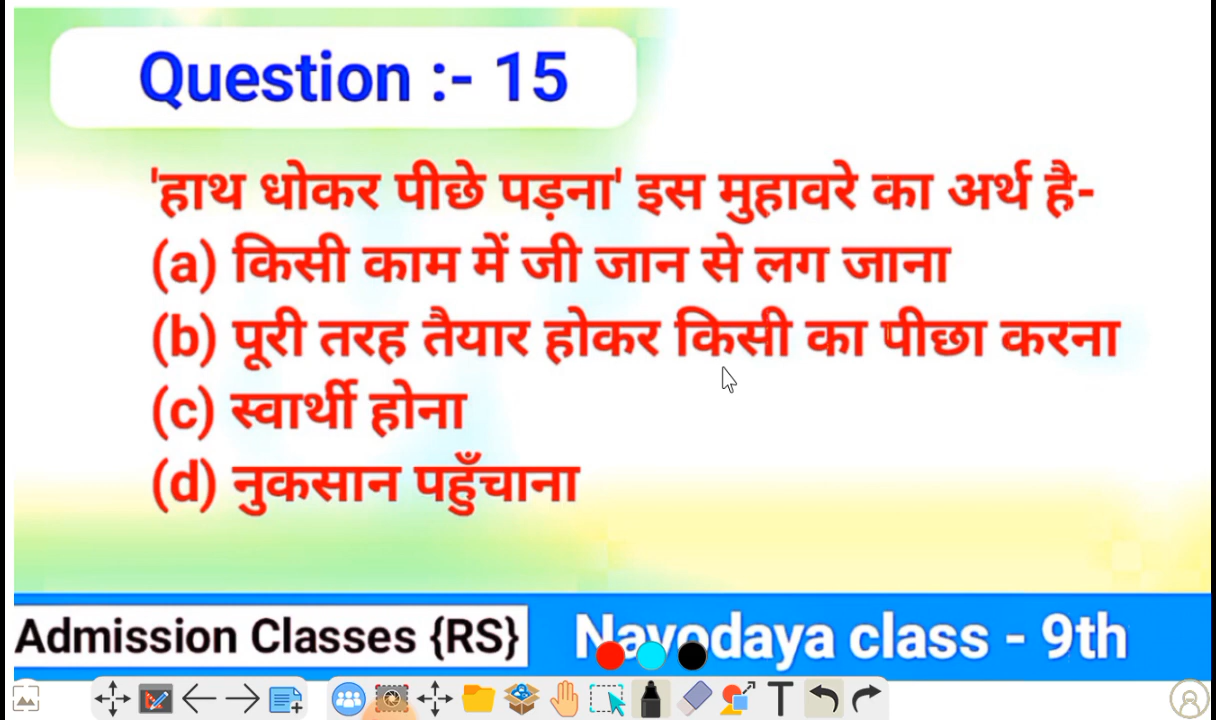 Question :- 15
'हाथ धोकर पीछे पड़ना' इस मुहावरे का अर्थ है-
(a) किसी काम में जी जान से लग जाना
(b) पूरी तरह तैयार होकर किसी का पीछा करना
(c) स्वार्थी होना
(d) नुकसान पहुँचाना
Admission Classes {RS} Navodaya class - 9th